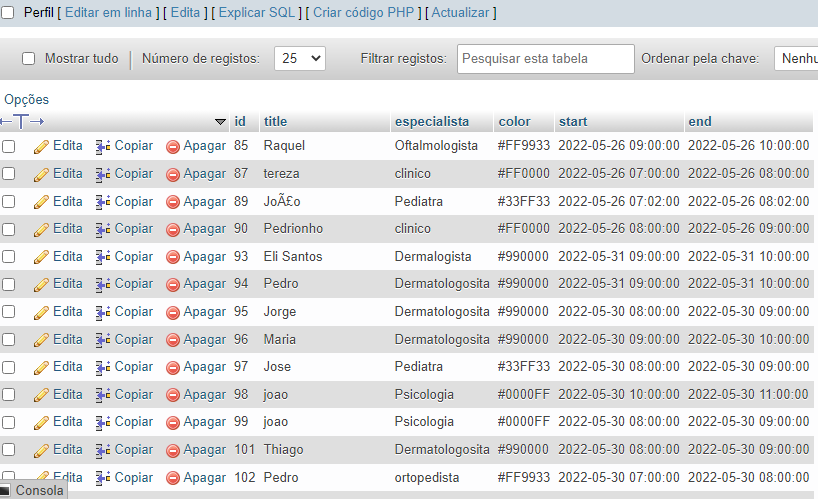 Perfil [ Editar em linha ] [ Edita ] [ Explicar SQL ] [ Criar código PHP ] [ Actualizar ]
Mostrar tudo Número de registos: 25 Filtrar registos: Pesquisar esta tabela Ordenar pela chave: Nenhu
Opções
id title especialista color start end
Edita Copiar Apagar 85 Raquel Oftalmologista #FF9933 2022-05-26 09:00:00 2022-05-26 10:00:00
Edita Copiar Apagar 87 tereza clinico #FF0000 2022-05-26 07:00:00 2022-05-26 08:00:00
Edita Copiar Apagar 89 JoÃ£o Pediatra #33FF33 2022-05-26 07:02:00 2022-05-26 08:02:00
Edita Copiar Apagar 90 Pedrionho clinico #FF0000 2022-05-26 08:00:00 2022-05-26 09:00:00
Edita Copiar Apagar 93 Eli Santos Dermalogista #990000 2022-05-31 09:00:00 2022-05-31 10:00:00
Edita Copiar Apagar 94 Pedro Dermatologosita #990000 2022-05-31 09:00:00 2022-05-31 10:00:00
Edita Copiar Apagar 95 Jorge Dermatologosita #990000 2022-05-30 08:00:00 2022-05-30 09:00:00
Edita Copiar Apagar 96 Maria Dermatologosita #990000 2022-05-30 09:00:00 2022-05-30 10:00:00
Edita Copiar Apagar 97 Jose Pediatra #33FF33 2022-05-30 08:00:00 2022-05-30 09:00:00
Edita Copiar Apagar 98 joao Psicologia #0000FF 2022-05-30 10:00:00 2022-05-30 11:00:00
Edita Copiar Apagar 99 joao Psicologia #0000FF 2022-05-30 08:00:00 2022-05-30 09:00:00
Edita Copiar Apagar 101 Thiago Dermatologosita #990000 2022-05-30 08:00:00 2022-05-30 09:00:00
Edita Copiar Apagar 102 Pedro ortopedista #FF9933 2022-05-30 07:00:00 2022-05-30 08:00:00
Consola